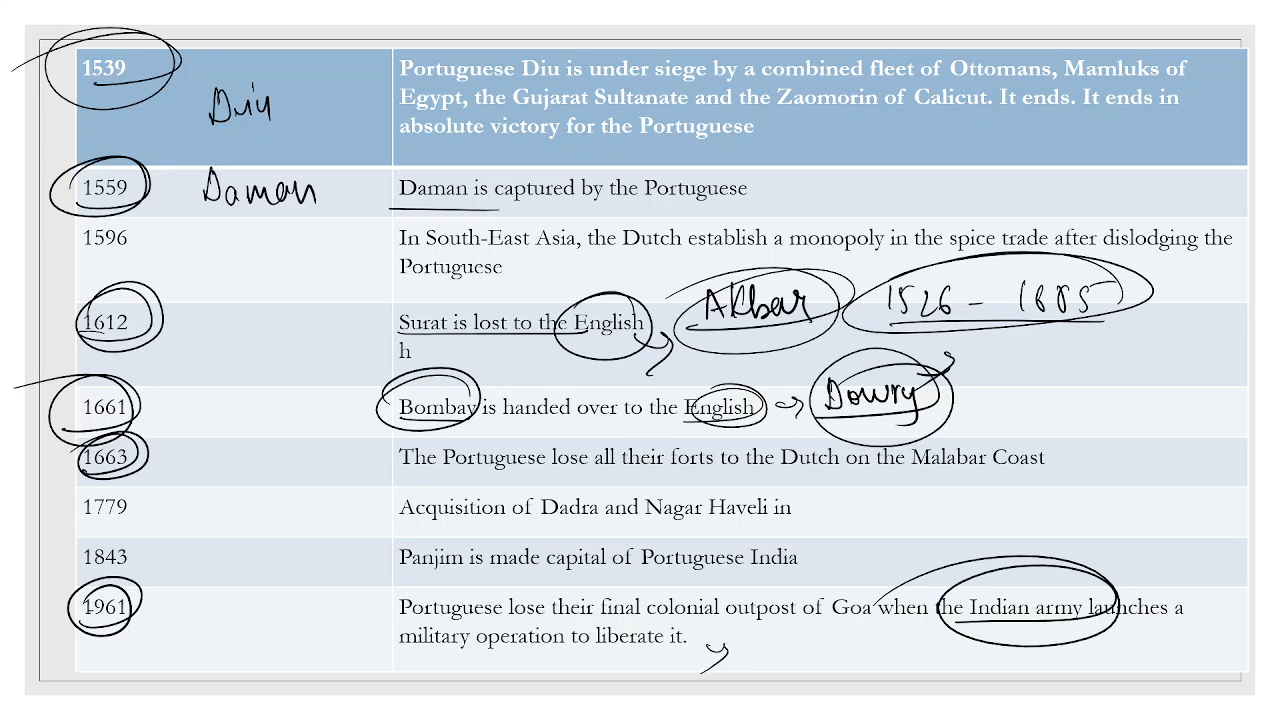 1539
Diu
Portuguese Diu is under siege by a combined fleet of Ottomans, Mamluks of
Egypt, the Gujarat Sultanate and the Zaomorin of Calicut. It ends. It ends in
absolute victory for the Portuguese
1559
Daman
Daman is captured by the Portuguese
1596
In South-East Asia, the Dutch establish a monopoly in the spice trade after dislodging the
Portuguese
Akbar
1526 - 1605
1612
Surat is lost to the English
h
1661
Bombay is handed over to the English
Dowry
1663
The Portuguese lose all their forts to the Dutch on the Malabar Coast
1779
Acquisition of Dadra and Nagar Haveli in
1843
Panjim is made capital of Portuguese India
1961
Portuguese lose their final colonial outpost of Goa when the Indian army launches a
military operation to liberate it.